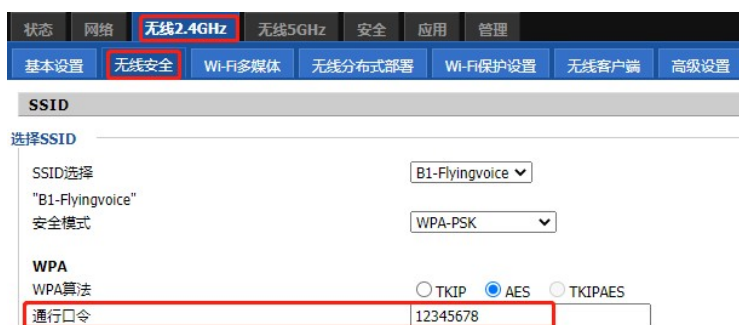 状态 网络 无线2.4GHz 无线5GHz 安全 应用 管理
基本设置 无线安全 Wi-Fi多媒体 无线分布式部署 Wi-Fi保护设置 无线客户端 高级设置
SSID
选择SSID
SSID选择 B1-Flyingvoice
"B1-Flyingvoice"
安全模式 WPA-PSK
WPA
WPA算法 TKIP AES TKIPAES
通行口令 12345678